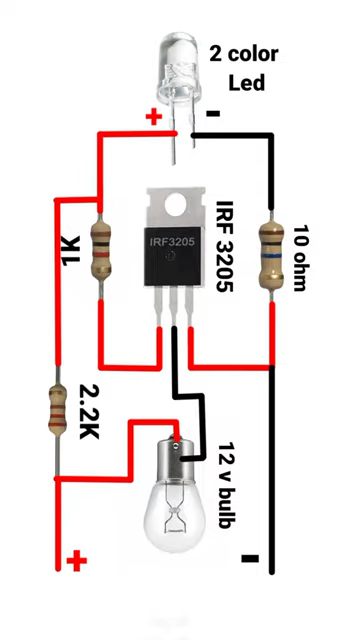 2 color
Led
+
-
IRF3205
IRF 3205
1K
10 ohm
2.2K
12 v bulb
+
-